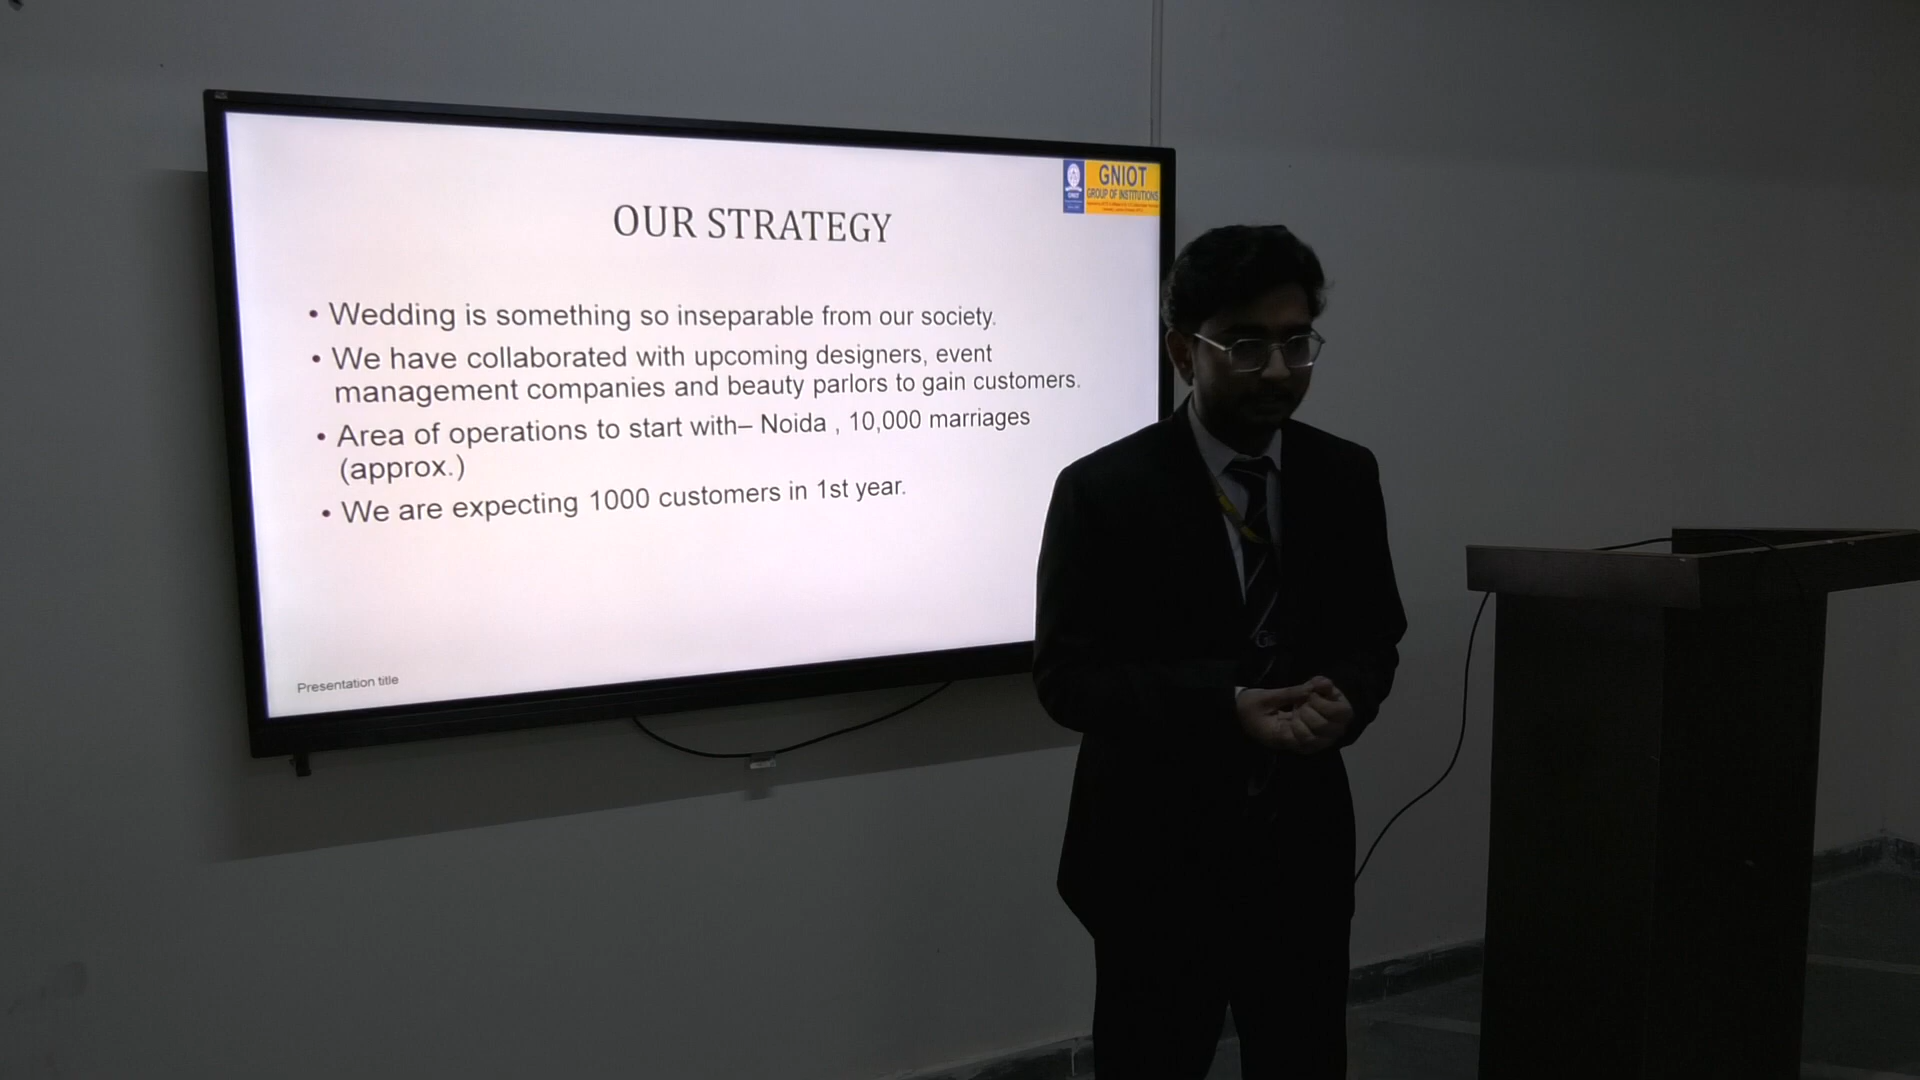 GNIOT
GROUP OF INSTITUTIONS
OUR STRATEGY
• Wedding is something so inseparable from our society.
• We have collaborated with upcoming designers, event
management companies and beauty parlors to gain customers.
• Area of operations to start with– Noida , 10,000 marriages
(approx.)
• We are expecting 1000 customers in 1st year.
Presentation title